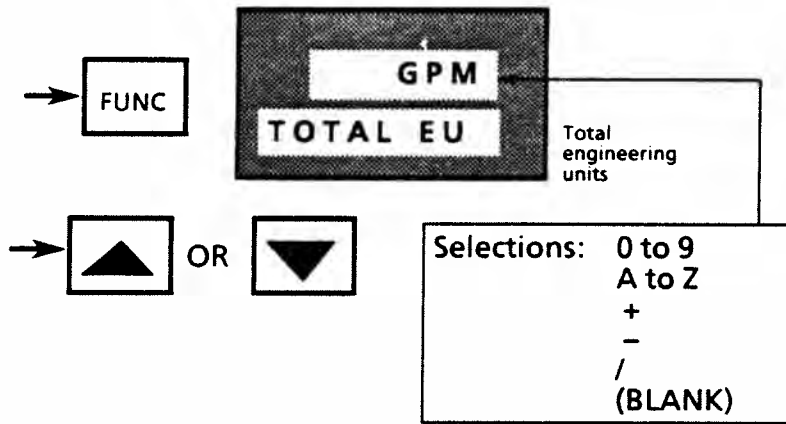 GPM
FUNC
TOTAL EU
Total
engineering
units
OR
Selections: 0 to 9
A to Z
+
–
/
(BLANK)